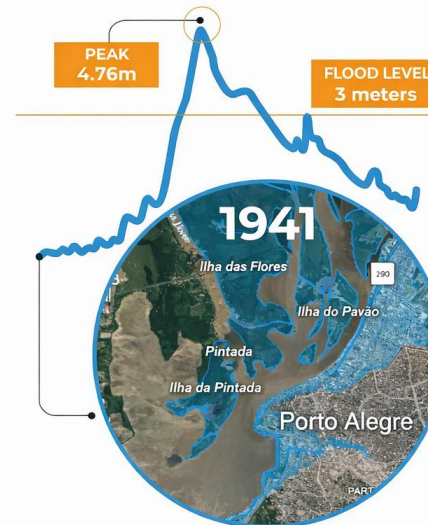 PEAK
4.76m
FLOOD LEVEL
3 meters
1941
Ilha das Flores
290
Ilha do Pavão
Pintada
Ilha da Pintada
Porto Alegre
PART